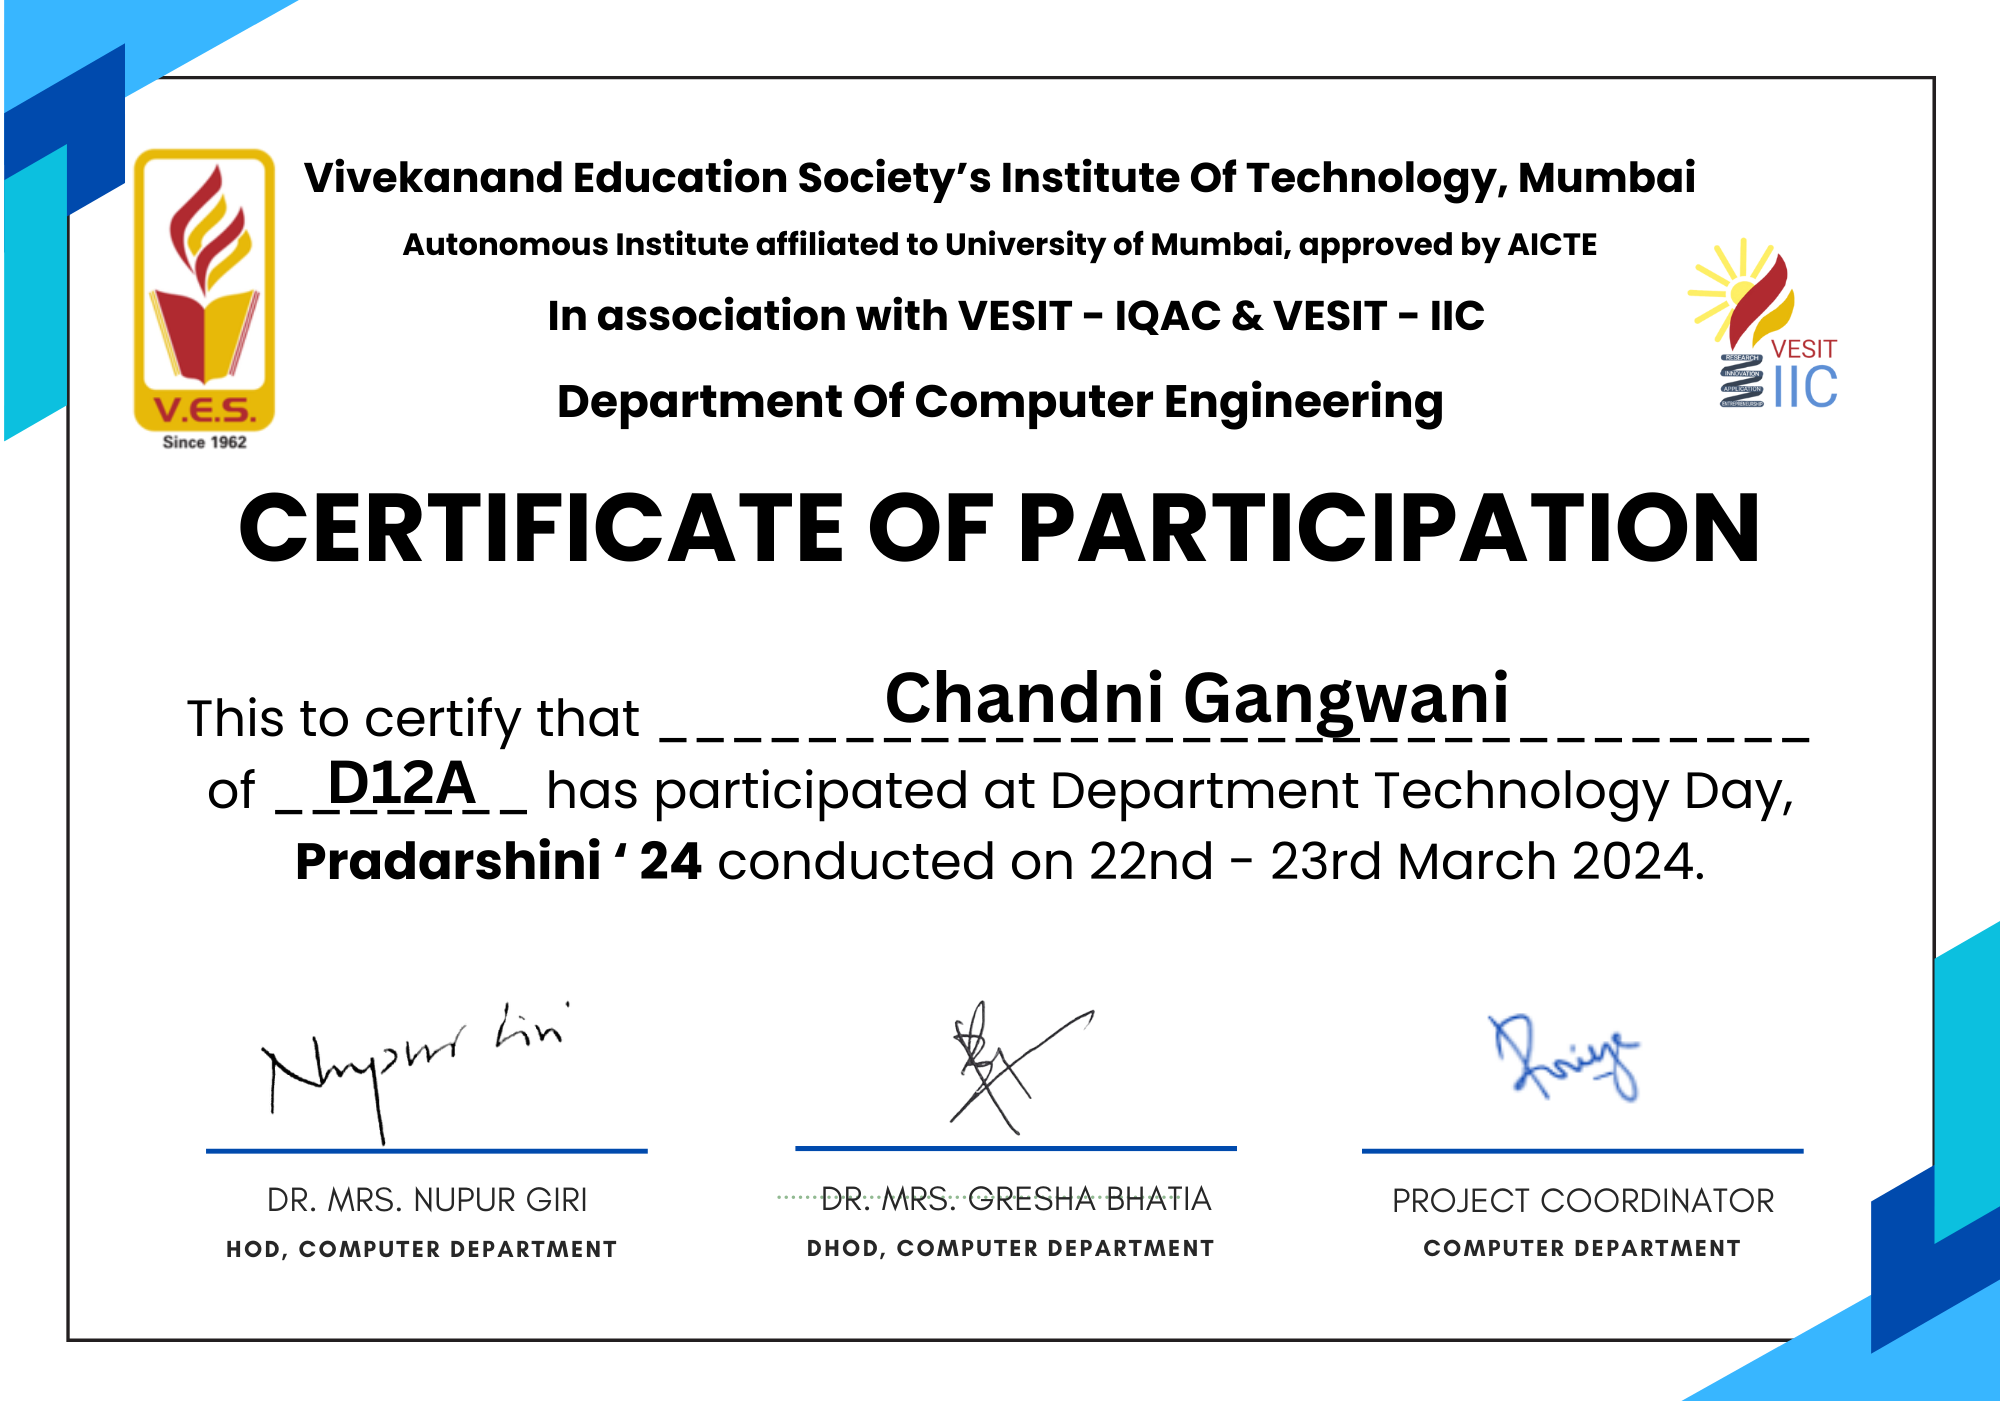 Vivekanand Education Society’s Institute Of Technology, Mumbai
Autonomous Institute affiliated to University of Mumbai, approved by AICTE
In association with VESIT - IQAC & VESIT - IIC
Department Of Computer Engineering
V.E.S.
Since 1962
RESEARCH
INNOVATION
APPLICATION
ENTREPRENEURSHIP
VESIT
IIC
CERTIFICATE OF PARTICIPATION
This to certify that Chandni Gangwani
of D12A has participated at Department Technology Day,
Pradarshini ‘ 24 conducted on 22nd - 23rd March 2024.
Nupur Giri
Priya
DR. MRS. NUPUR GIRI
HOD, COMPUTER DEPARTMENT
DR. MRS. GRESHA BHATIA
DHOD, COMPUTER DEPARTMENT
PROJECT COORDINATOR
COMPUTER DEPARTMENT